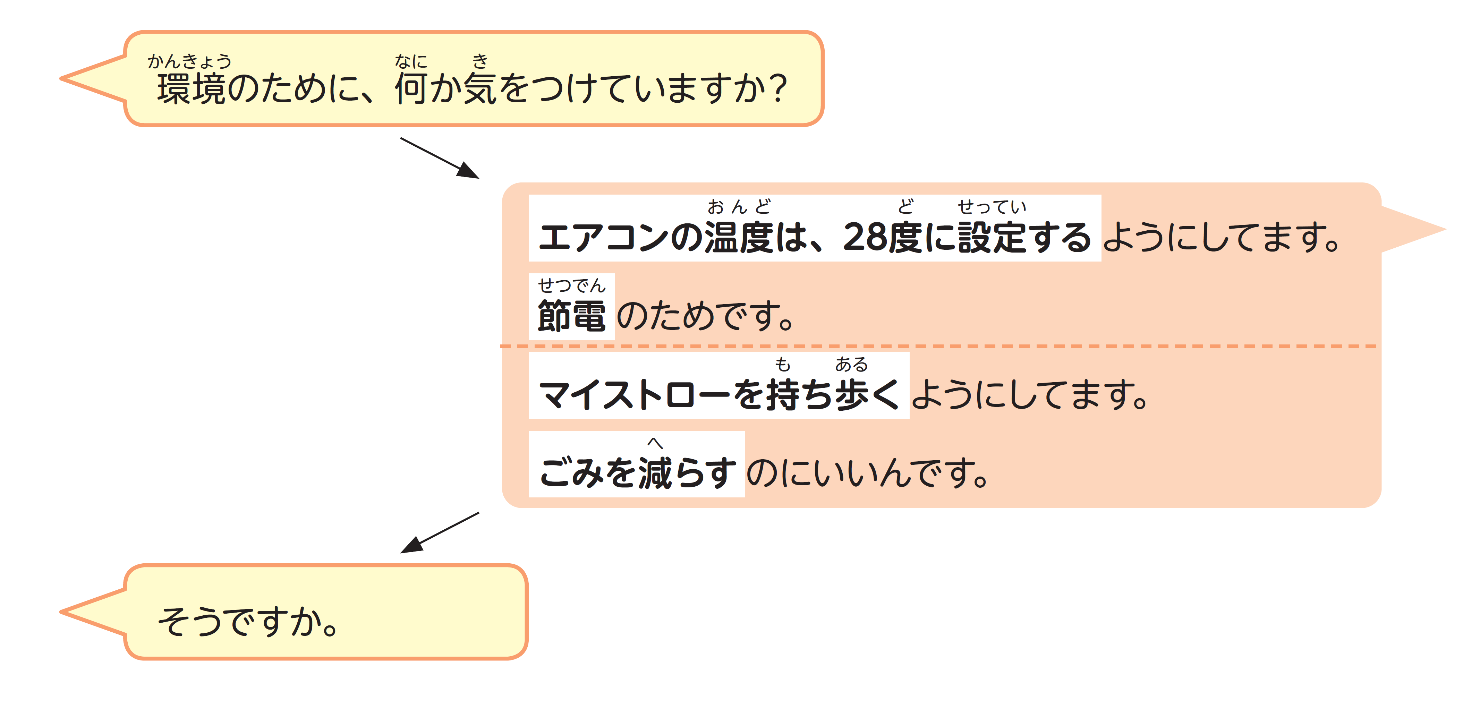 環境のために、何か気をつけていますか？
エアコンの温度は、28度に設定するようにしてます。
節電のためです。
マイストローを持ち歩くようにしてます。
ごみを減らすのにいいんです。
そうですか。